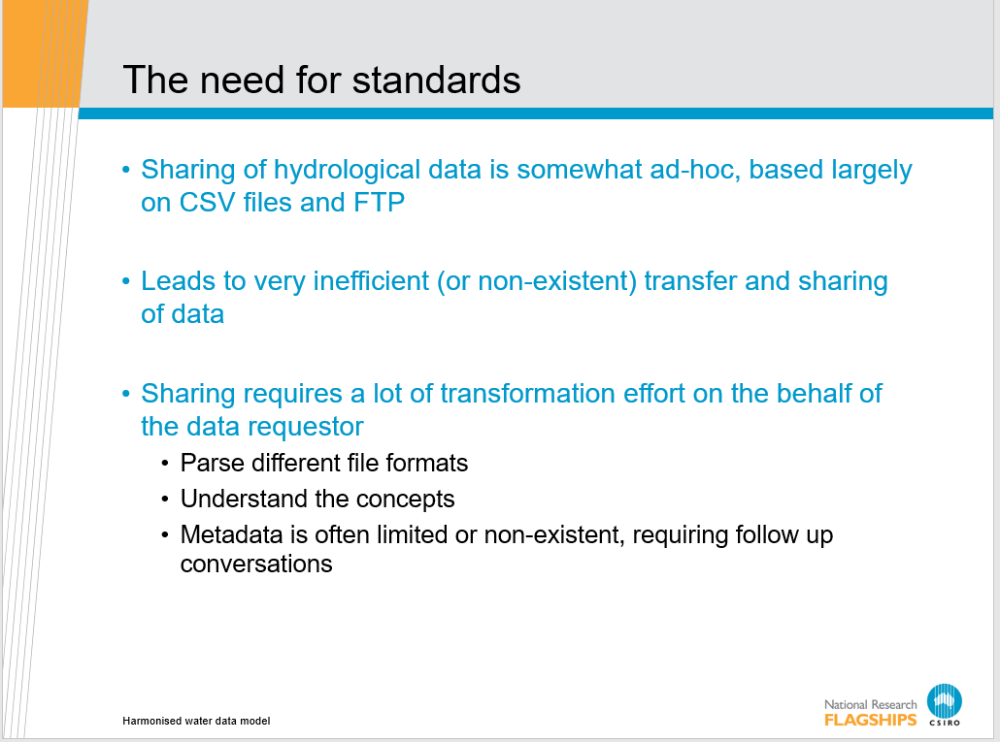 The need for standards
• Sharing of hydrological data is somewhat ad-hoc, based largely
on CSV files and FTP
• Leads to very inefficient (or non-existent) transfer and sharing
of data
• Sharing requires a lot of transformation effort on the behalf of
the data requestor
• Parse different file formats
• Understand the concepts
• Metadata is often limited or non-existent, requiring follow up
conversations
Harmonised water data model
National Research
FLAGSHIPS
CSIRO